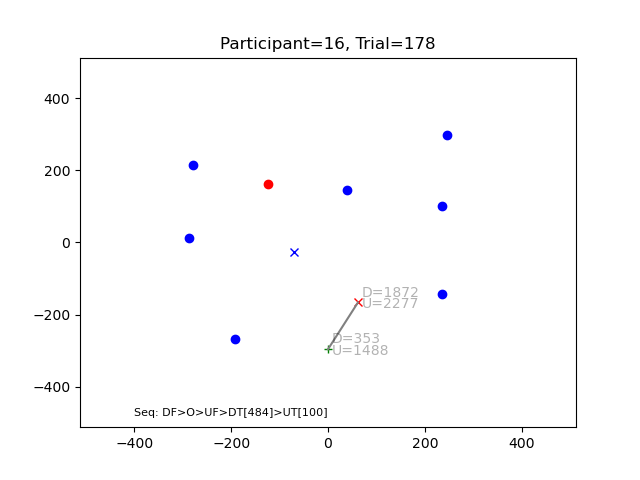 Participant=16, Trial=178
400
200
0
−200
−400
D=1872
U=2277
D=353
U=1488
Seq: DF>O>UF>DT[484]>UT[100]
−400
−200
0
200
400